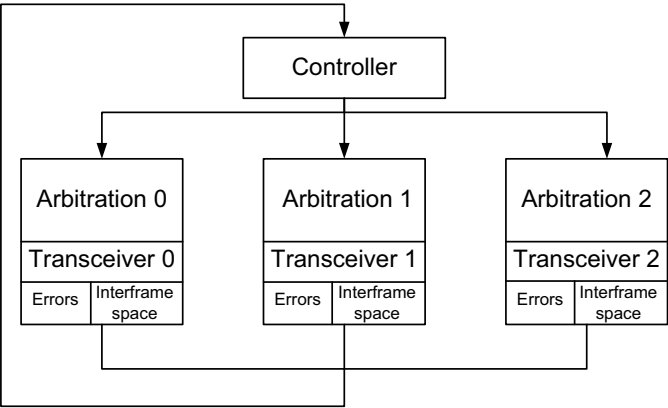 Controller
Arbitration 0
Arbitration 1
Arbitration 2
Transceiver 0
Transceiver 1
Transceiver 2
Errors
Interframe
space
Errors
Interframe
space
Errors
Interframe
space